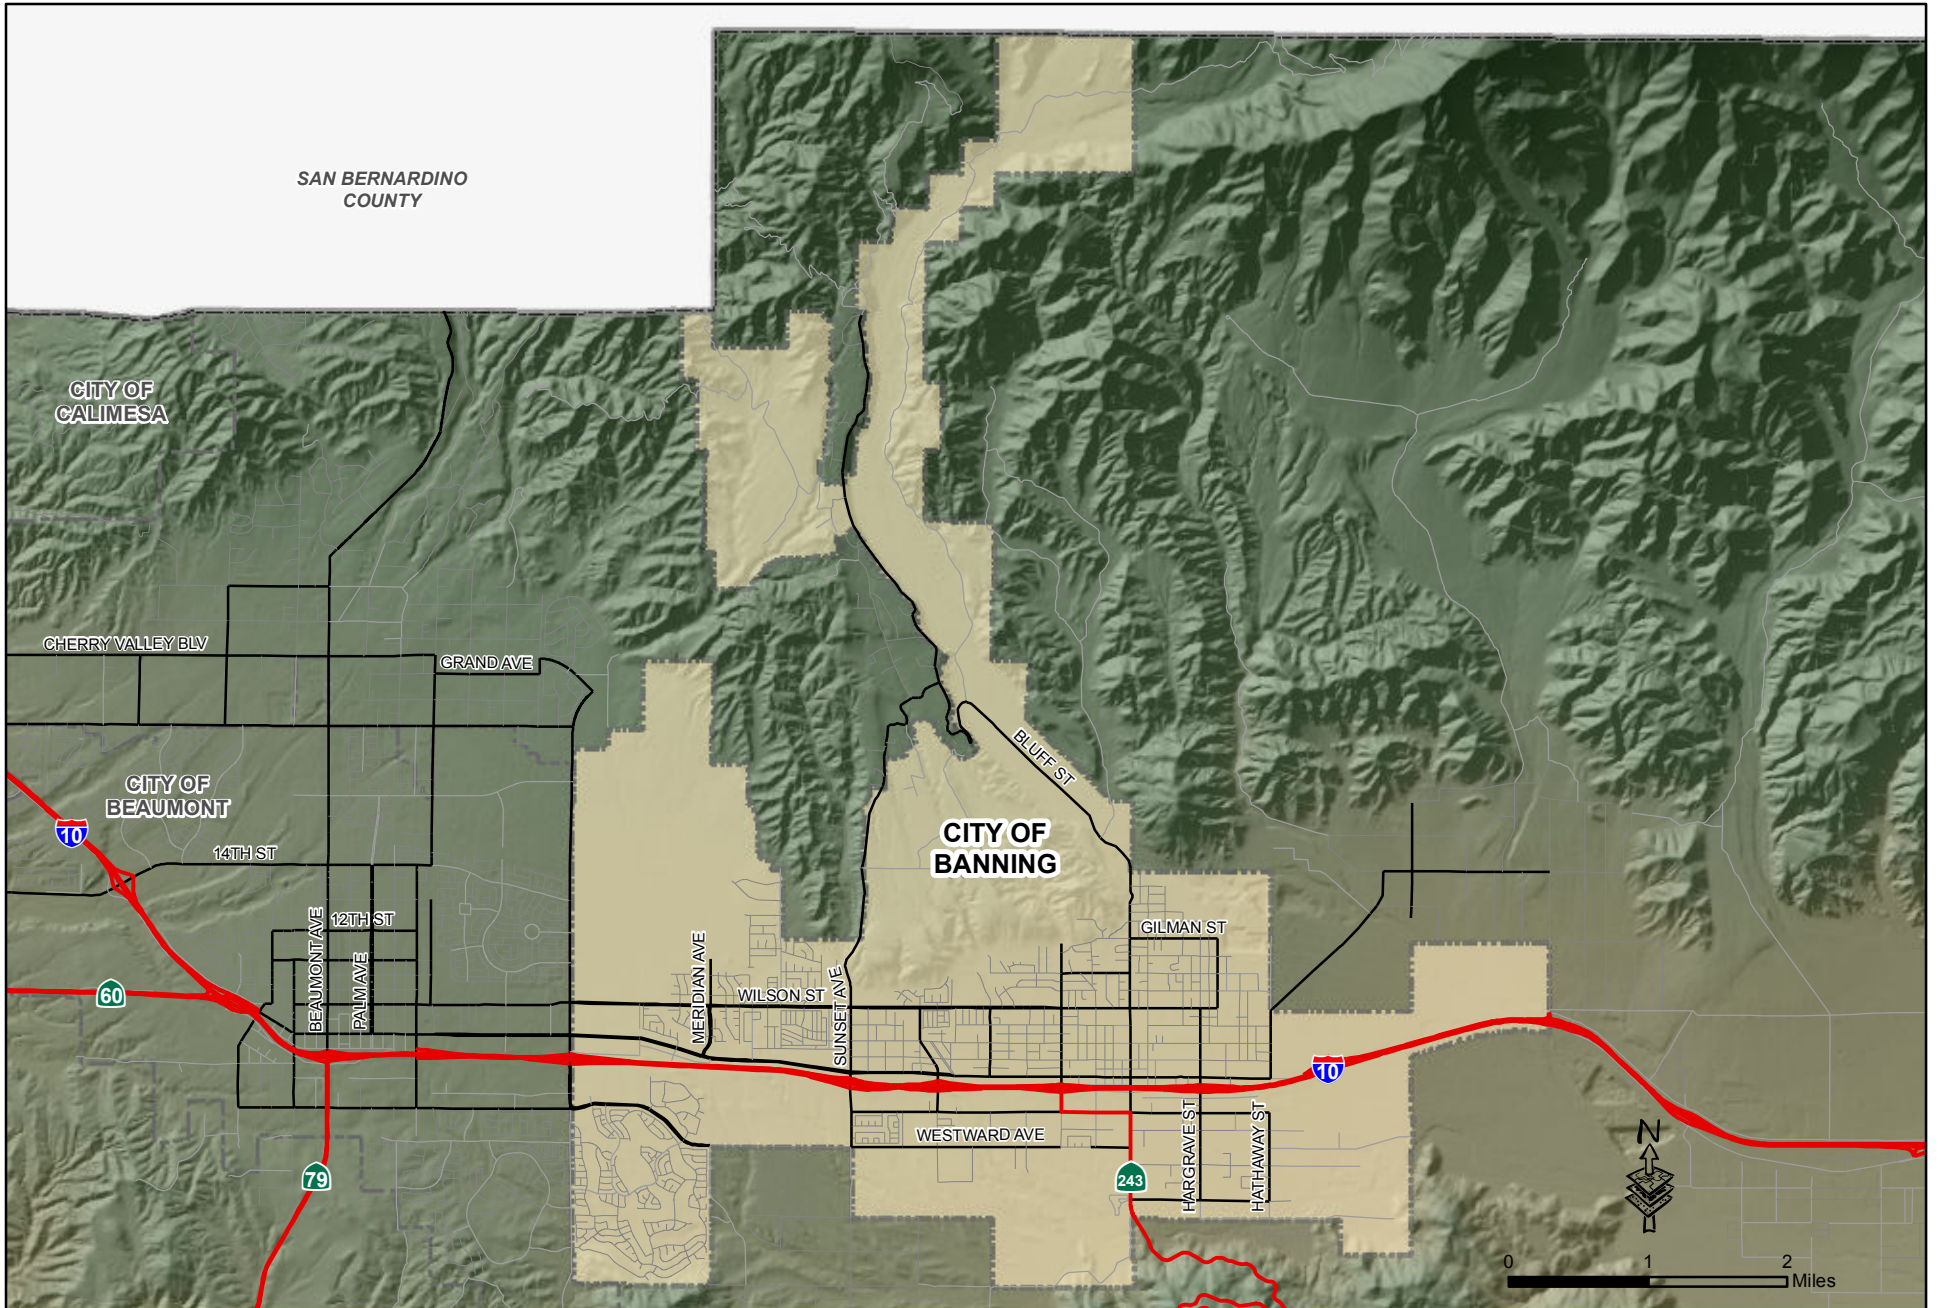 SAN BERNARDINO
COUNTY
CITY OF
CALIMESA
CHERRY VALLEY BLV
GRAND AVE
BLUFF ST
CITY OF
BEAUMONT
10
CITY OF
BANNING
14TH ST
12TH ST
BEAUMONT AVE
PALM AVE
MERIDIAN AVE
GILMAN ST
60
WILSON ST
SUNSET AVE
10
WESTWARD AVE
HARGRAVE ST
HATHAWAY ST
N
79
243
0 1 2
Miles